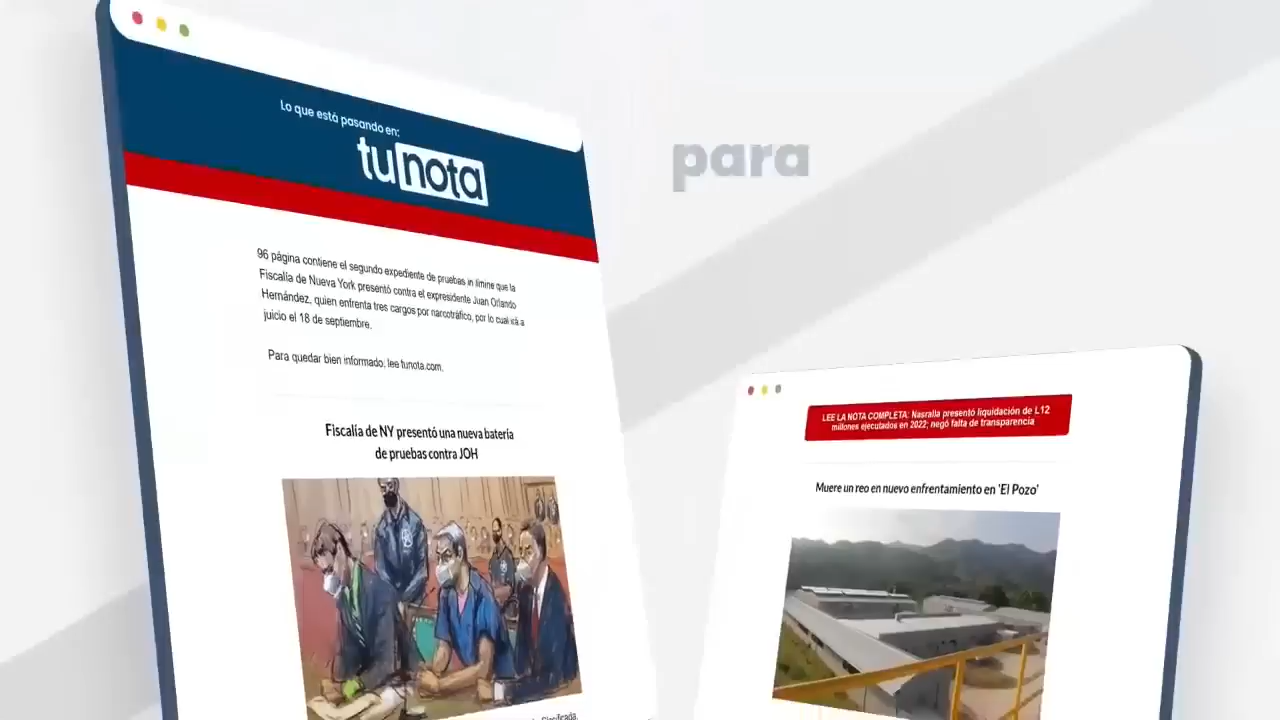 Lo que está pasando en:
tunota
para
96 página contiene el segundo expediente de pruebas in límine que la
Fiscalía de Nueva York presentó contra el expresidente Juan Orlando
Hernández, quien enfrenta tres cargos por narcotráfico, por lo cual irá a
juicio el 18 de septiembre.
Para quedar bien informado; lee tunota.com.
Fiscalía de NY presentó una nueva batería
de pruebas contra JOH
LEE LA NOTA COMPLETA: Nasralla presentó liquidación de L12
millones ejecutados en 2022; negó falta de transparencia
Muere un reo en nuevo enfrentamiento en 'El Pozo'